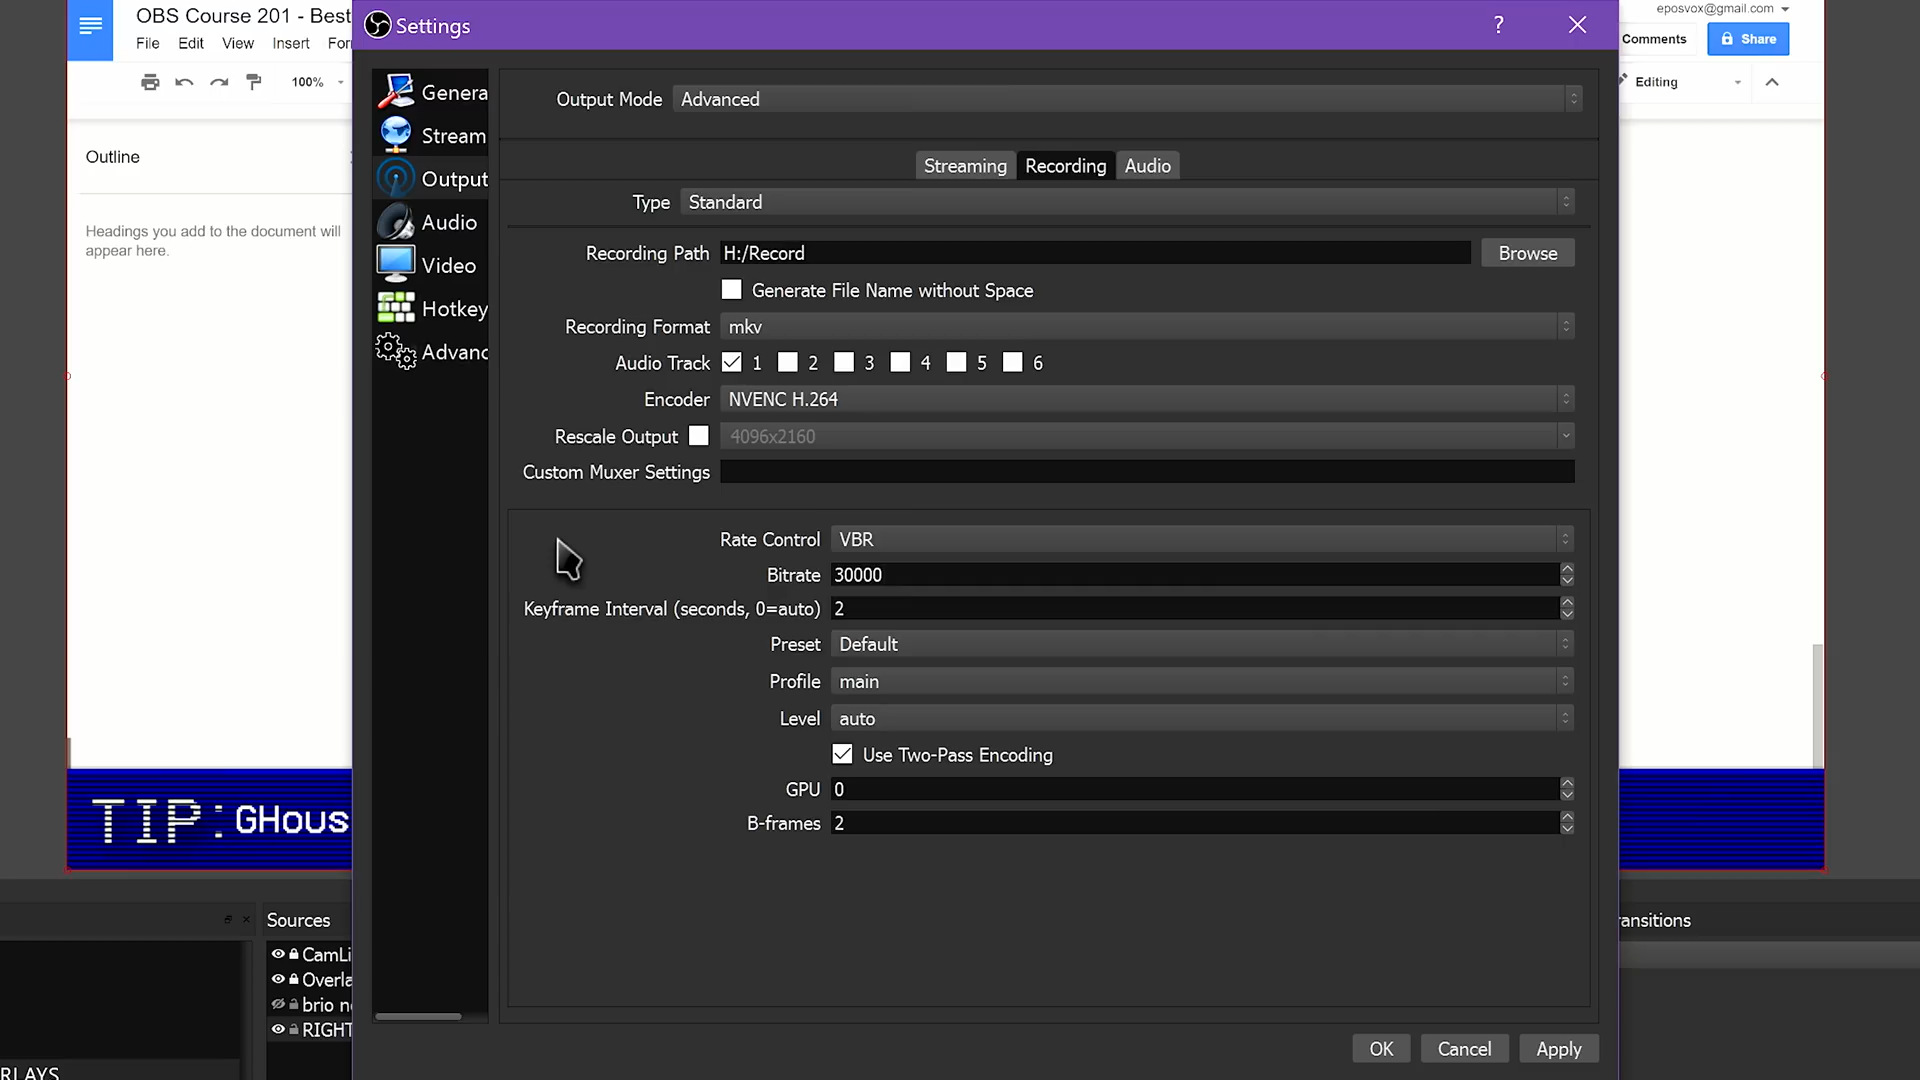 OBS Course 201 - Best
File Edit View Insert For
100%
eposvox@gmail.com
Comments
Share
Editing
Outline
Headings you add to the document will
appear here.
Settings
?
Genera
Stream
Output
Audio
Video
Hotkey
Advanc
Output Mode Advanced
Streaming Recording Audio
Type Standard
Recording Path H:/Record Browse
Generate File Name without Space
Recording Format mkv
Audio Track 1 2 3 4 5 6
Encoder NVENC H.264
Rescale Output 4096x2160
Custom Muxer Settings
Rate Control VBR
Bitrate 30000
Keyframe Interval (seconds, 0=auto) 2
Preset Default
Profile main
Level auto
Use Two-Pass Encoding
GPU 0
B-frames 2
OK Cancel Apply
TIP: GHous
Sources
CamLi
Overla
brio n
RIGHT
RLAYS
ransitions